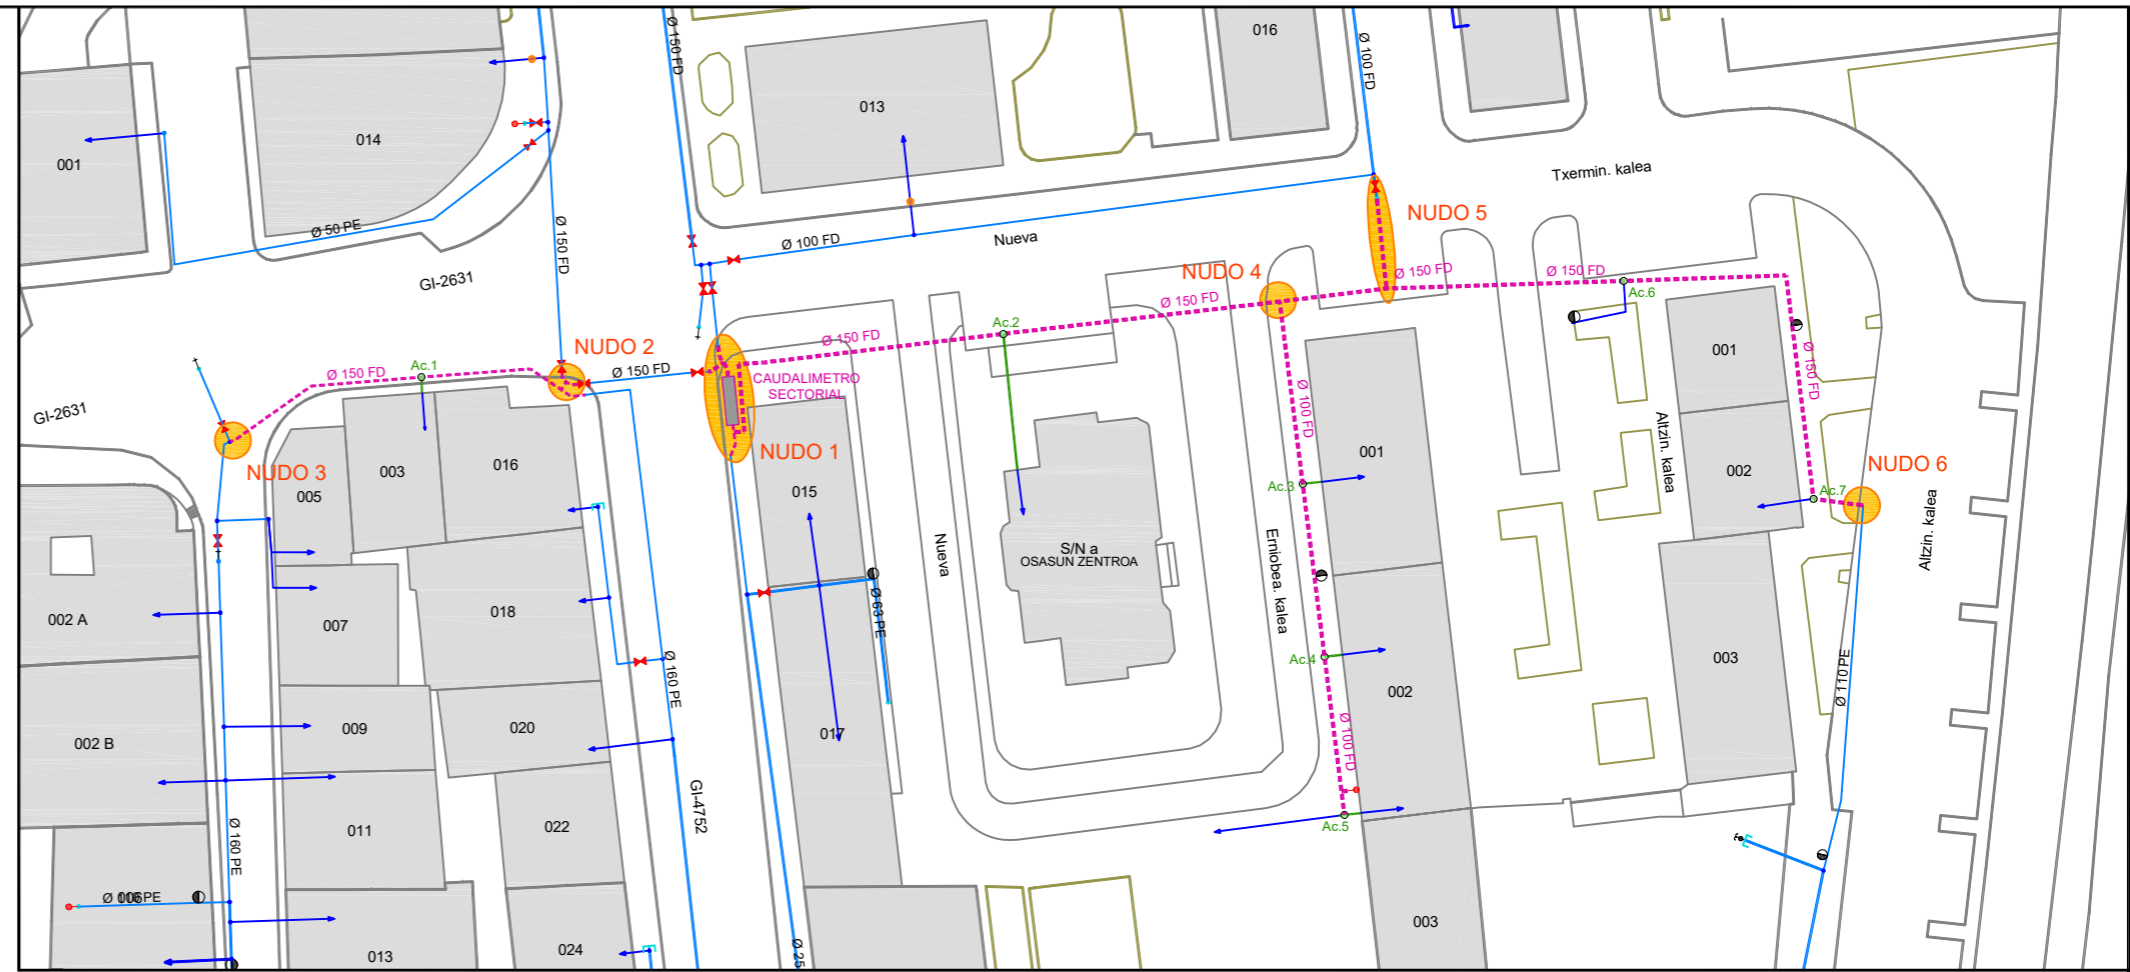 016
Ø 150 FD
Ø 100 FD
013
014
001
Txermin. kalea
NUDO 5
Ø 50 PE
Ø 150 FD
Ø 100 FD
Nueva
GI-2631
NUDO 4
Ø 150 FD
Ø 150 FD
Ø 150 FD
Ac.6
Ac.2
Ø 150 FD
NUDO 2
001
Ø 150 FD
Ac.1
Ø 150 FD
Ø 150 FD
CAUDALIMETRO
SECTORIAL
GI-2631
Ø 100 FD
Altzin. kalea
NUDO 1
001
NUDO 3
003
016
005
015
002
NUDO 6
Ac.3
Ac.7
Altzin. kalea
Nueva
S/N a
OSASUN ZENTROA
Erniobea. kalea
Ø 63 PE
002 A
007
018
Ac.4
003
Ø 160 PE
002
Ø 110 PE
009
020
017
002 B
Ø 100 FD
GI-4752
011
022
Ac.5
Ø 160 PE
003
013
024
Ø 25